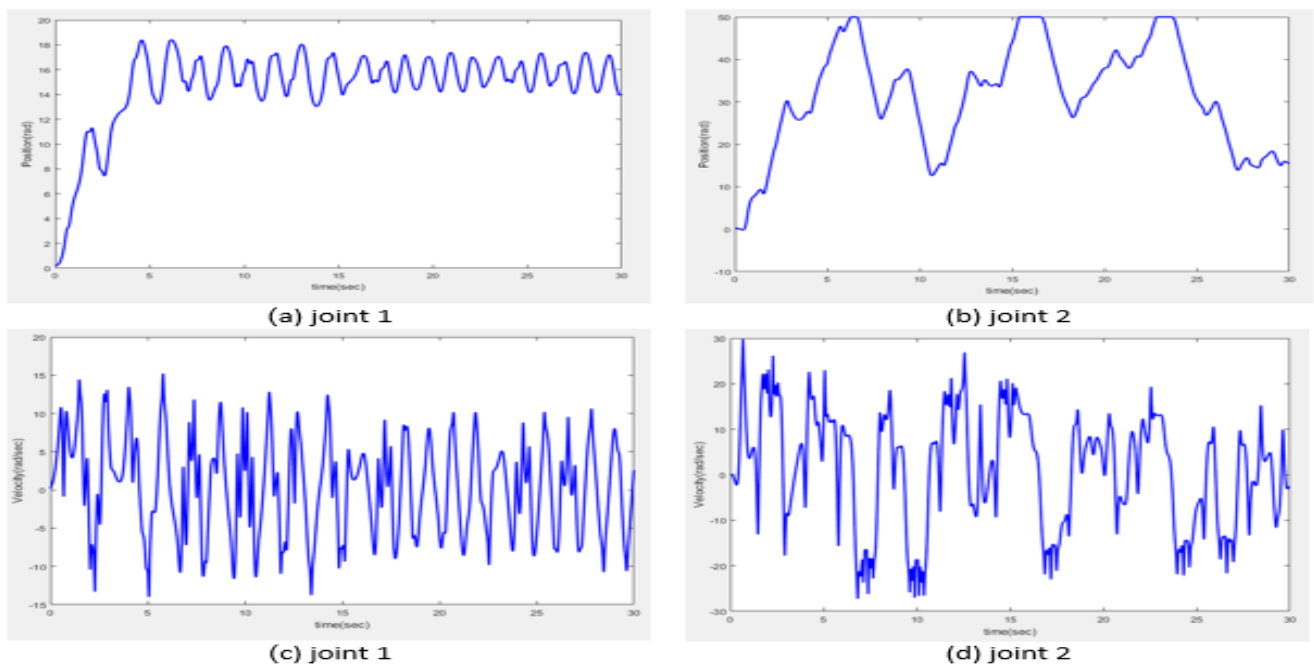 20
18
16
14
12
10
8
6
4
2
0
Position(rad)
0 5 10 15 20 25 30
time(sec)
(a) joint 1
50
40
30
20
10
0
-10
Position(rad)
0 5 10 15 20 25 30
time(sec)
(b) joint 2
20
15
10
5
0
-5
-10
-15
Velocity(rad/sec)
0 5 10 15 20 25 30
time(sec)
(c) joint 1
30
20
10
0
-10
-20
-30
Velocity(rad/sec)
0 5 10 15 20 25 30
time(sec)
(d) joint 2